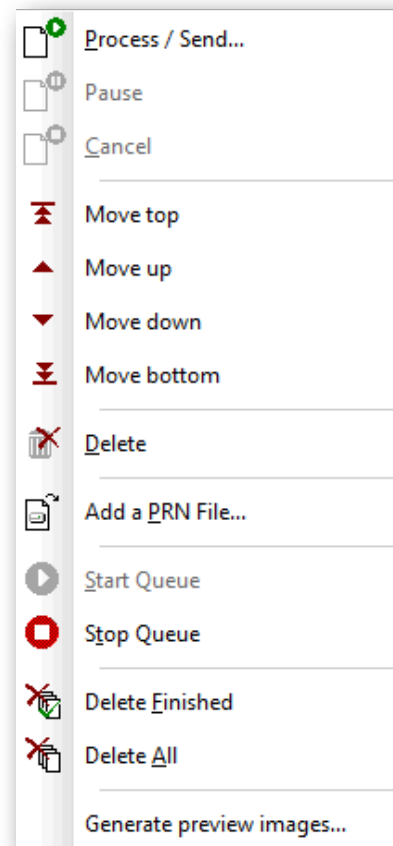 Process / Send...
Pause
Cancel
Move top
Move up
Move down
Move bottom
Delete
Add a PRN File...
Start Queue
Stop Queue
Delete Finished
Delete All
Generate preview images...